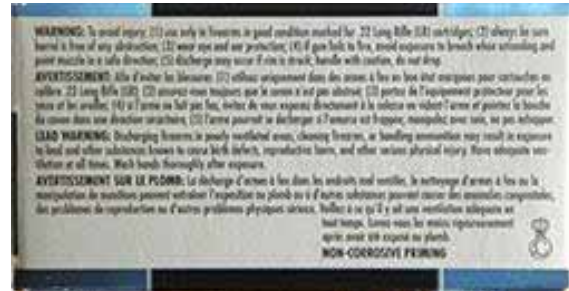 WARNING: To avoid injury: (1) use only in firearms in good condition marked for .22 Long Rifle (LR) cartridges; (2) always be sure
barrel is free of any obstruction; (3) wear eye and ear protection; (4) if gun fails to fire, avoid exposure to breech when unloading and
point muzzle in a safe direction; (5) discharge may occur if rim is struck; handle with caution, do not drop.
AVERTISSEMENT: Afin d'éviter les blessures: (1) utilisez uniquement dans des armes à feu en bon état marquées pour cartouches de
calibre .22 Long Rifle (LR); (2) assurez-vous toujours que le canon n'est pas obstrué; (3) portez de l'équipement protecteur pour les
yeux et les oreilles; (4) si l'arme ne fait pas feu, évitez de vous exposer directement à la culasse en vidant l'arme et pointez la bouche
du canon dans une direction sécuritaire; (5) l'arme pourrait se décharger si l'amorce est frappée; manipulez avec soin, ne pas échapper.
LEAD WARNING: Discharging firearms in poorly ventilated areas, cleaning firearms, or handling ammunition may result in exposure
to lead and other substances known to cause birth defects, reproductive harm, and other serious physical injury. Have adequate ven-
tilation at all times. Wash hands thoroughly after exposure.
AVERTISSEMENT SUR LE PLOMB: La décharge d'armes à feu dans les endroits mal ventilés, le nettoyage d'armes à feu ou la
manipulation de munitions peuvent entraîner l'exposition au plomb ou à d'autres substances pouvant causer des anomalies congénitales,
des problèmes de reproduction ou d'autres problèmes physiques sérieux. Veillez à ce qu'il y ait une ventilation adéquate en
tout temps. Lavez-vous les mains rigoureusement
après avoir été exposé au plomb.
NON-CORROSIVE PRIMING